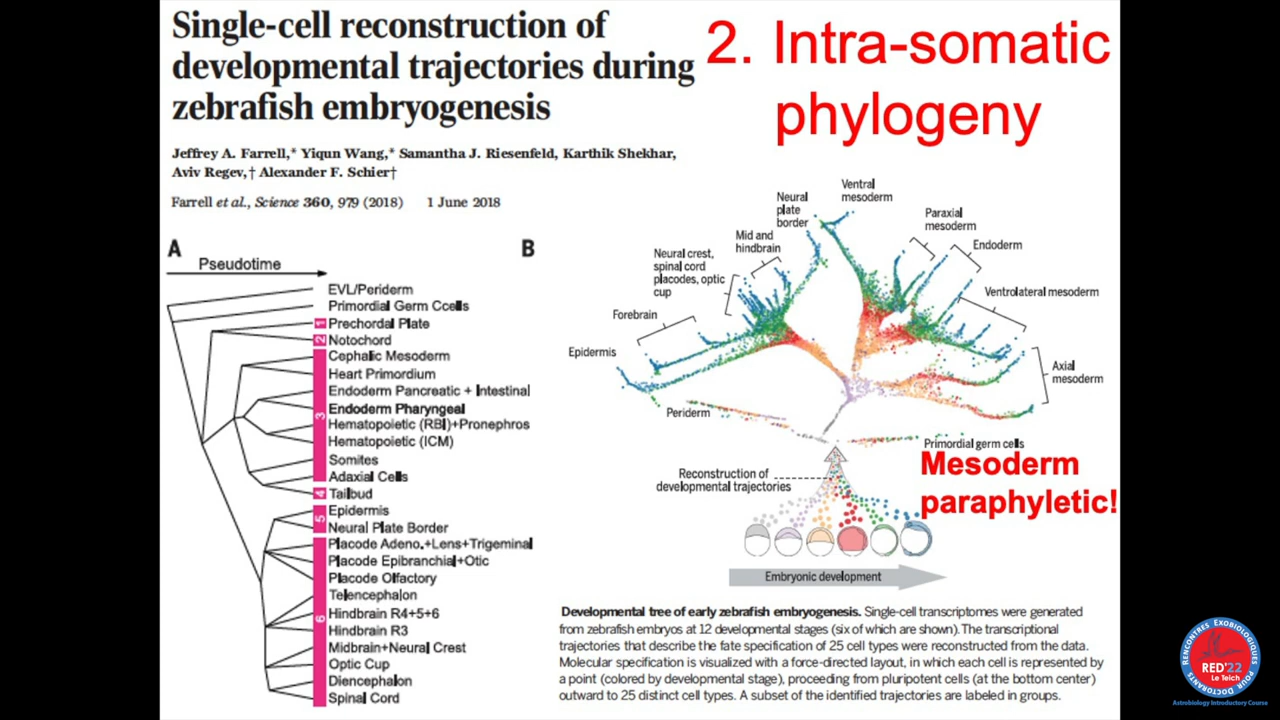 Single-cell reconstruction of
developmental trajectories during
zebrafish embryogenesis
2. Intra-somatic
phylogeny
Jeffrey A. Farrell,* Yiqun Wang,* Samantha J. Riesenfeld, Karthik Shekhar,
Aviv Regev,† Alexander F. Schier†
Farrell et al., Science 360, 979 (2018) 1 June 2018
A
Pseudotime
EVL/Periderm
Primordial Germ Ccells
1 Prechordal Plate
2 Notochord
3
Cephalic Mesoderm
Heart Primordium
Endoderm Pancreatic + Intestinal
Endoderm Pharyngeal
Hematopoietic (RBI)+Pronephros
Hematopoietic (ICM)
Somites
Adaxial Cells
4 Tailbud
5
Epidermis
Neural Plate Border
6
Placode Adeno.+Lens+Trigeminal
Placode Epibranchial+Otic
Placode Olfactory
Telencephalon
Hindbrain R4+5+6
Hindbrain R3
Midbrain+Neural Crest
Optic Cup
Diencephalon
Spinal Cord
B
Ventral
mesoderm
Neural
plate
border
Paraxial
mesoderm
Mid and
hindbrain
Endoderm
Neural crest,
spinal cord
placodes, optic
cup
Ventrolateral mesoderm
Forebrain
Epidermis
Axial
mesoderm
Periderm
Primordial germ cells
Mesoderm
paraphyletic!
Reconstruction of
developmental trajectories
Embryonic development
Developmental tree of early zebrafish embryogenesis. Single-cell transcriptomes were generated
from zebrafish embryos at 12 developmental stages (six of which are shown). The transcriptional
trajectories that describe the fate specification of 25 cell types were reconstructed from the data.
Molecular specification is visualized with a force-directed layout, in which each cell is represented by
a point (colored by developmental stage), proceeding from pluripotent cells (at the bottom center)
outward to 25 distinct cell types. A subset of the identified trajectories are labeled in groups.
RENCONTRES EXOBIOLOGIQUES
POUR DOCTORANTS
RED'22
Le Teich
Astrobiology Introductory Course